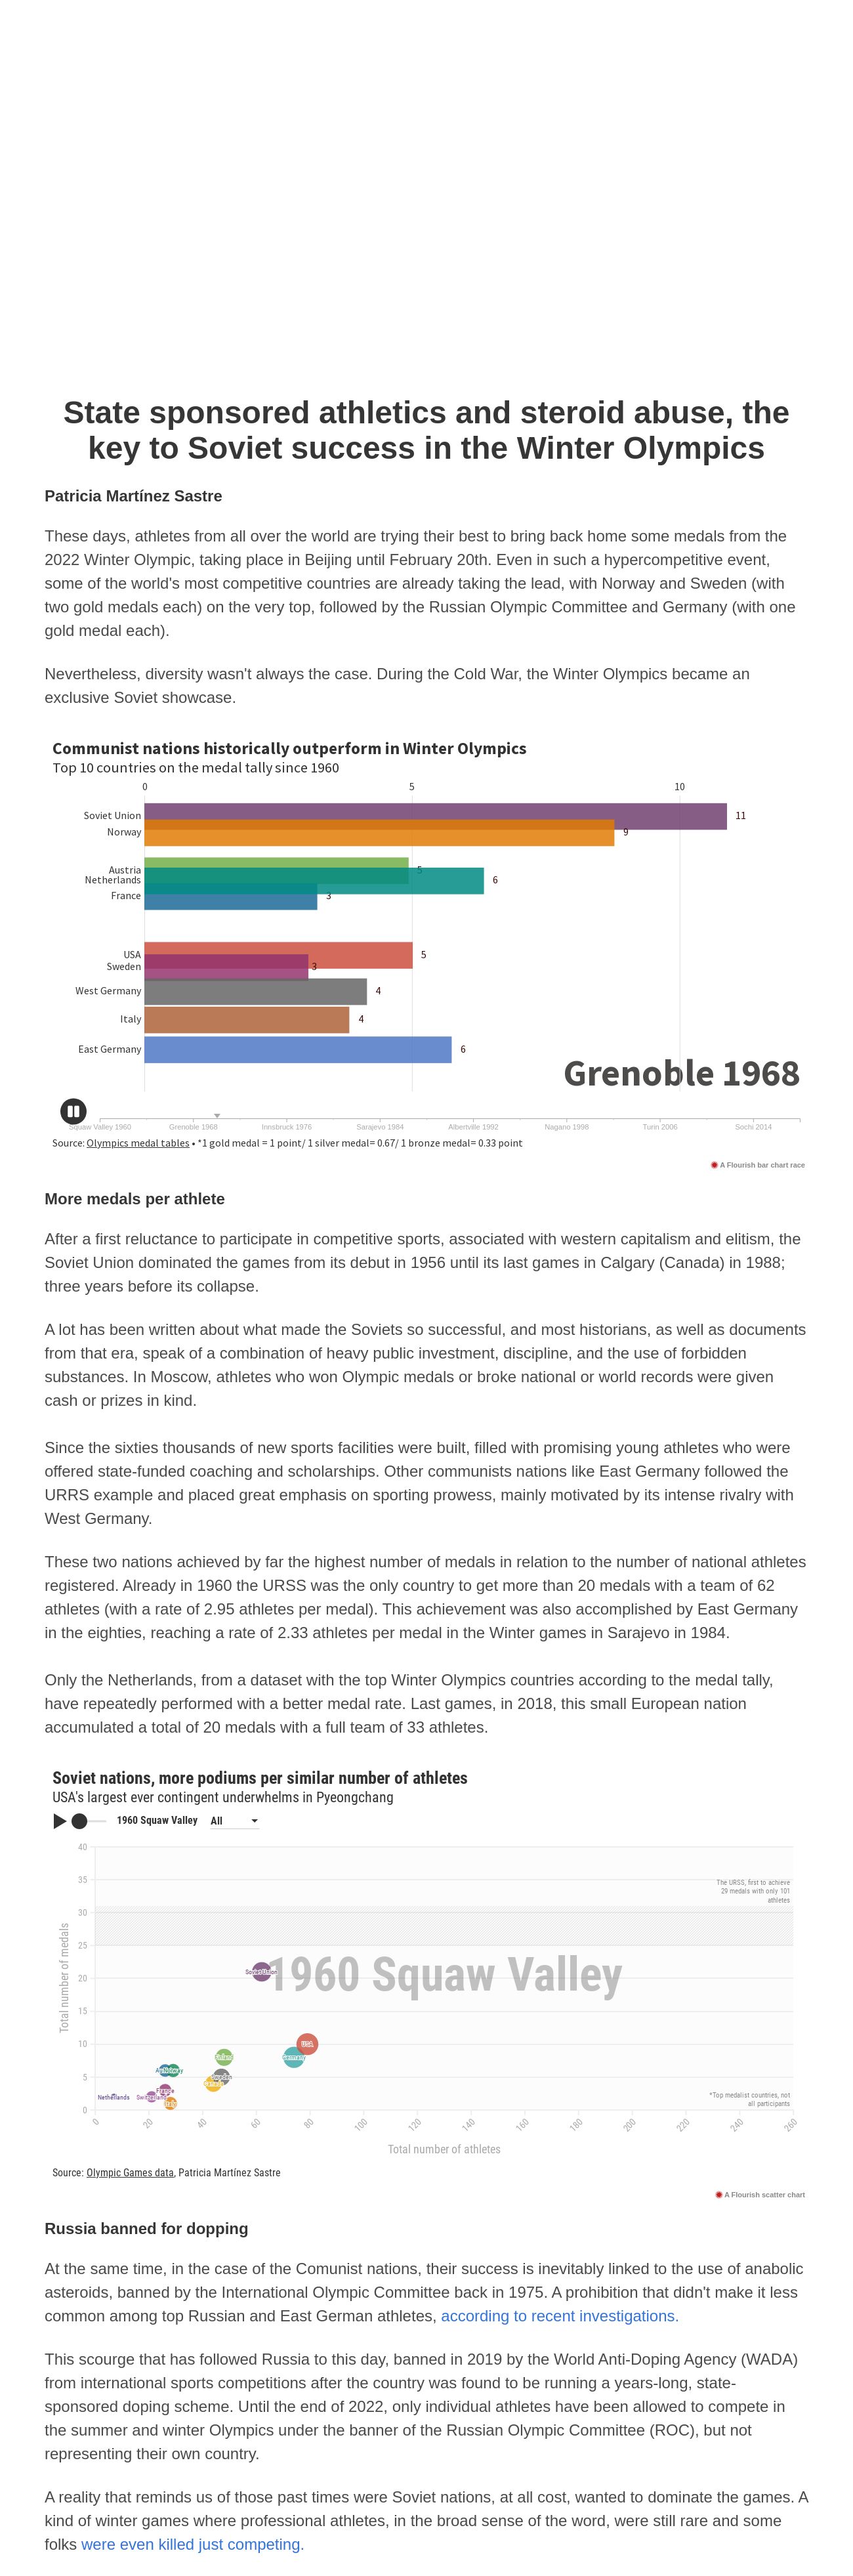 State sponsored athletics and steroid abuse, the
key to Soviet success in the Winter Olympics
Patricia Martínez Sastre
These days, athletes from all over the world are trying their best to bring back home some medals from the
2022 Winter Olympic, taking place in Beijing until February 20th. Even in such a hypercompetitive event,
some of the world's most competitive countries are already taking the lead, with Norway and Sweden (with
two gold medals each) on the very top, followed by the Russian Olympic Committee and Germany (with one
gold medal each).
Nevertheless, diversity wasn't always the case. During the Cold War, the Winter Olympics became an
exclusive Soviet showcase.
Communist nations historically outperform in Winter Olympics
Top 10 countries on the medal tally since 1960
0 5 10
Soviet Union 11
Norway 9
Austria 5
Netherlands 6
France 3
USA 5
Sweden 3
West Germany 4
Italy 4
East Germany 6
Grenoble 1968
Squaw Valley 1960 Grenoble 1968 Innsbruck 1976 Sarajevo 1984 Albertville 1992 Nagano 1998 Turin 2006 Sochi 2014
Source: Olympics medal tables • *1 gold medal = 1 point/ 1 silver medal= 0.67/ 1 bronze medal= 0.33 point
A Flourish bar chart race
More medals per athlete
After a first reluctance to participate in competitive sports, associated with western capitalism and elitism, the
Soviet Union dominated the games from its debut in 1956 until its last games in Calgary (Canada) in 1988;
three years before its collapse.
A lot has been written about what made the Soviets so successful, and most historians, as well as documents
from that era, speak of a combination of heavy public investment, discipline, and the use of forbidden
substances. In Moscow, athletes who won Olympic medals or broke national or world records were given
cash or prizes in kind.
Since the sixties thousands of new sports facilities were built, filled with promising young athletes who were
offered state-funded coaching and scholarships. Other communists nations like East Germany followed the
URRS example and placed great emphasis on sporting prowess, mainly motivated by its intense rivalry with
West Germany.
These two nations achieved by far the highest number of medals in relation to the number of national athletes
registered. Already in 1960 the URSS was the only country to get more than 20 medals with a team of 62
athletes (with a rate of 2.95 athletes per medal). This achievement was also accomplished by East Germany
in the eighties, reaching a rate of 2.33 athletes per medal in the Winter games in Sarajevo in 1984.
Only the Netherlands, from a dataset with the top Winter Olympics countries according to the medal tally,
have repeatedly performed with a better medal rate. Last games, in 2018, this small European nation
accumulated a total of 20 medals with a full team of 33 athletes.
Soviet nations, more podiums per similar number of athletes
USA's largest ever contingent underwhelms in Pyeongchang
1960 Squaw Valley All
40
35
The URSS, first to achieve
29 medals with only 101
athletes
30
25
1960 Squaw Valley
Soviet Union
20
15
10
USA
Finland Germany
Norway
Sweden
5
France
Netherlands Switzerland
Italy
*Top medalist countries, not
all participants
0
Total number of medals
0 20 40 60 80 100 120 140 160 180 200 220 240 260
Total number of athletes
Source: Olympic Games data, Patricia Martínez Sastre
A Flourish scatter chart
Russia banned for dopping
At the same time, in the case of the Comunist nations, their success is inevitably linked to the use of anabolic
asteroids, banned by the International Olympic Committee back in 1975. A prohibition that didn't make it less
common among top Russian and East German athletes, according to recent investigations.
This scourge that has followed Russia to this day, banned in 2019 by the World Anti-Doping Agency (WADA)
from international sports competitions after the country was found to be running a years-long, state-
sponsored doping scheme. Until the end of 2022, only individual athletes have been allowed to compete in
the summer and winter Olympics under the banner of the Russian Olympic Committee (ROC), but not
representing their own country.
A reality that reminds us of those past times were Soviet nations, at all cost, wanted to dominate the games. A
kind of winter games where professional athletes, in the broad sense of the word, were still rare and some
folks were even killed just competing.